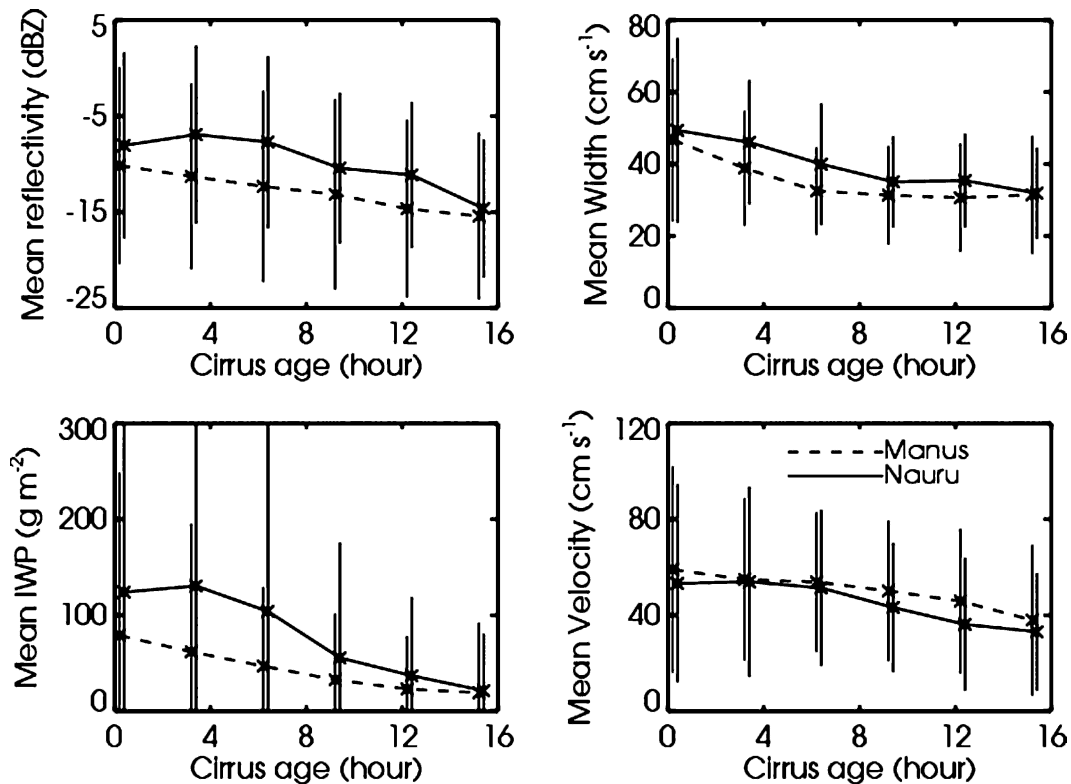 Mean reflectivity (dBZ)
5
-5
-15
-25
0 4 8 12 16
Cirrus age (hour)
Mean Width (cm s⁻¹)
80
60
40
20
0
0 4 8 12 16
Cirrus age (hour)
Mean IWP (g m⁻²)
300
200
100
0
0 4 8 12 16
Cirrus age (hour)
Mean Velocity (cm s⁻¹)
120
80
40
0
Manus
Nauru
0 4 8 12 16
Cirrus age (hour)